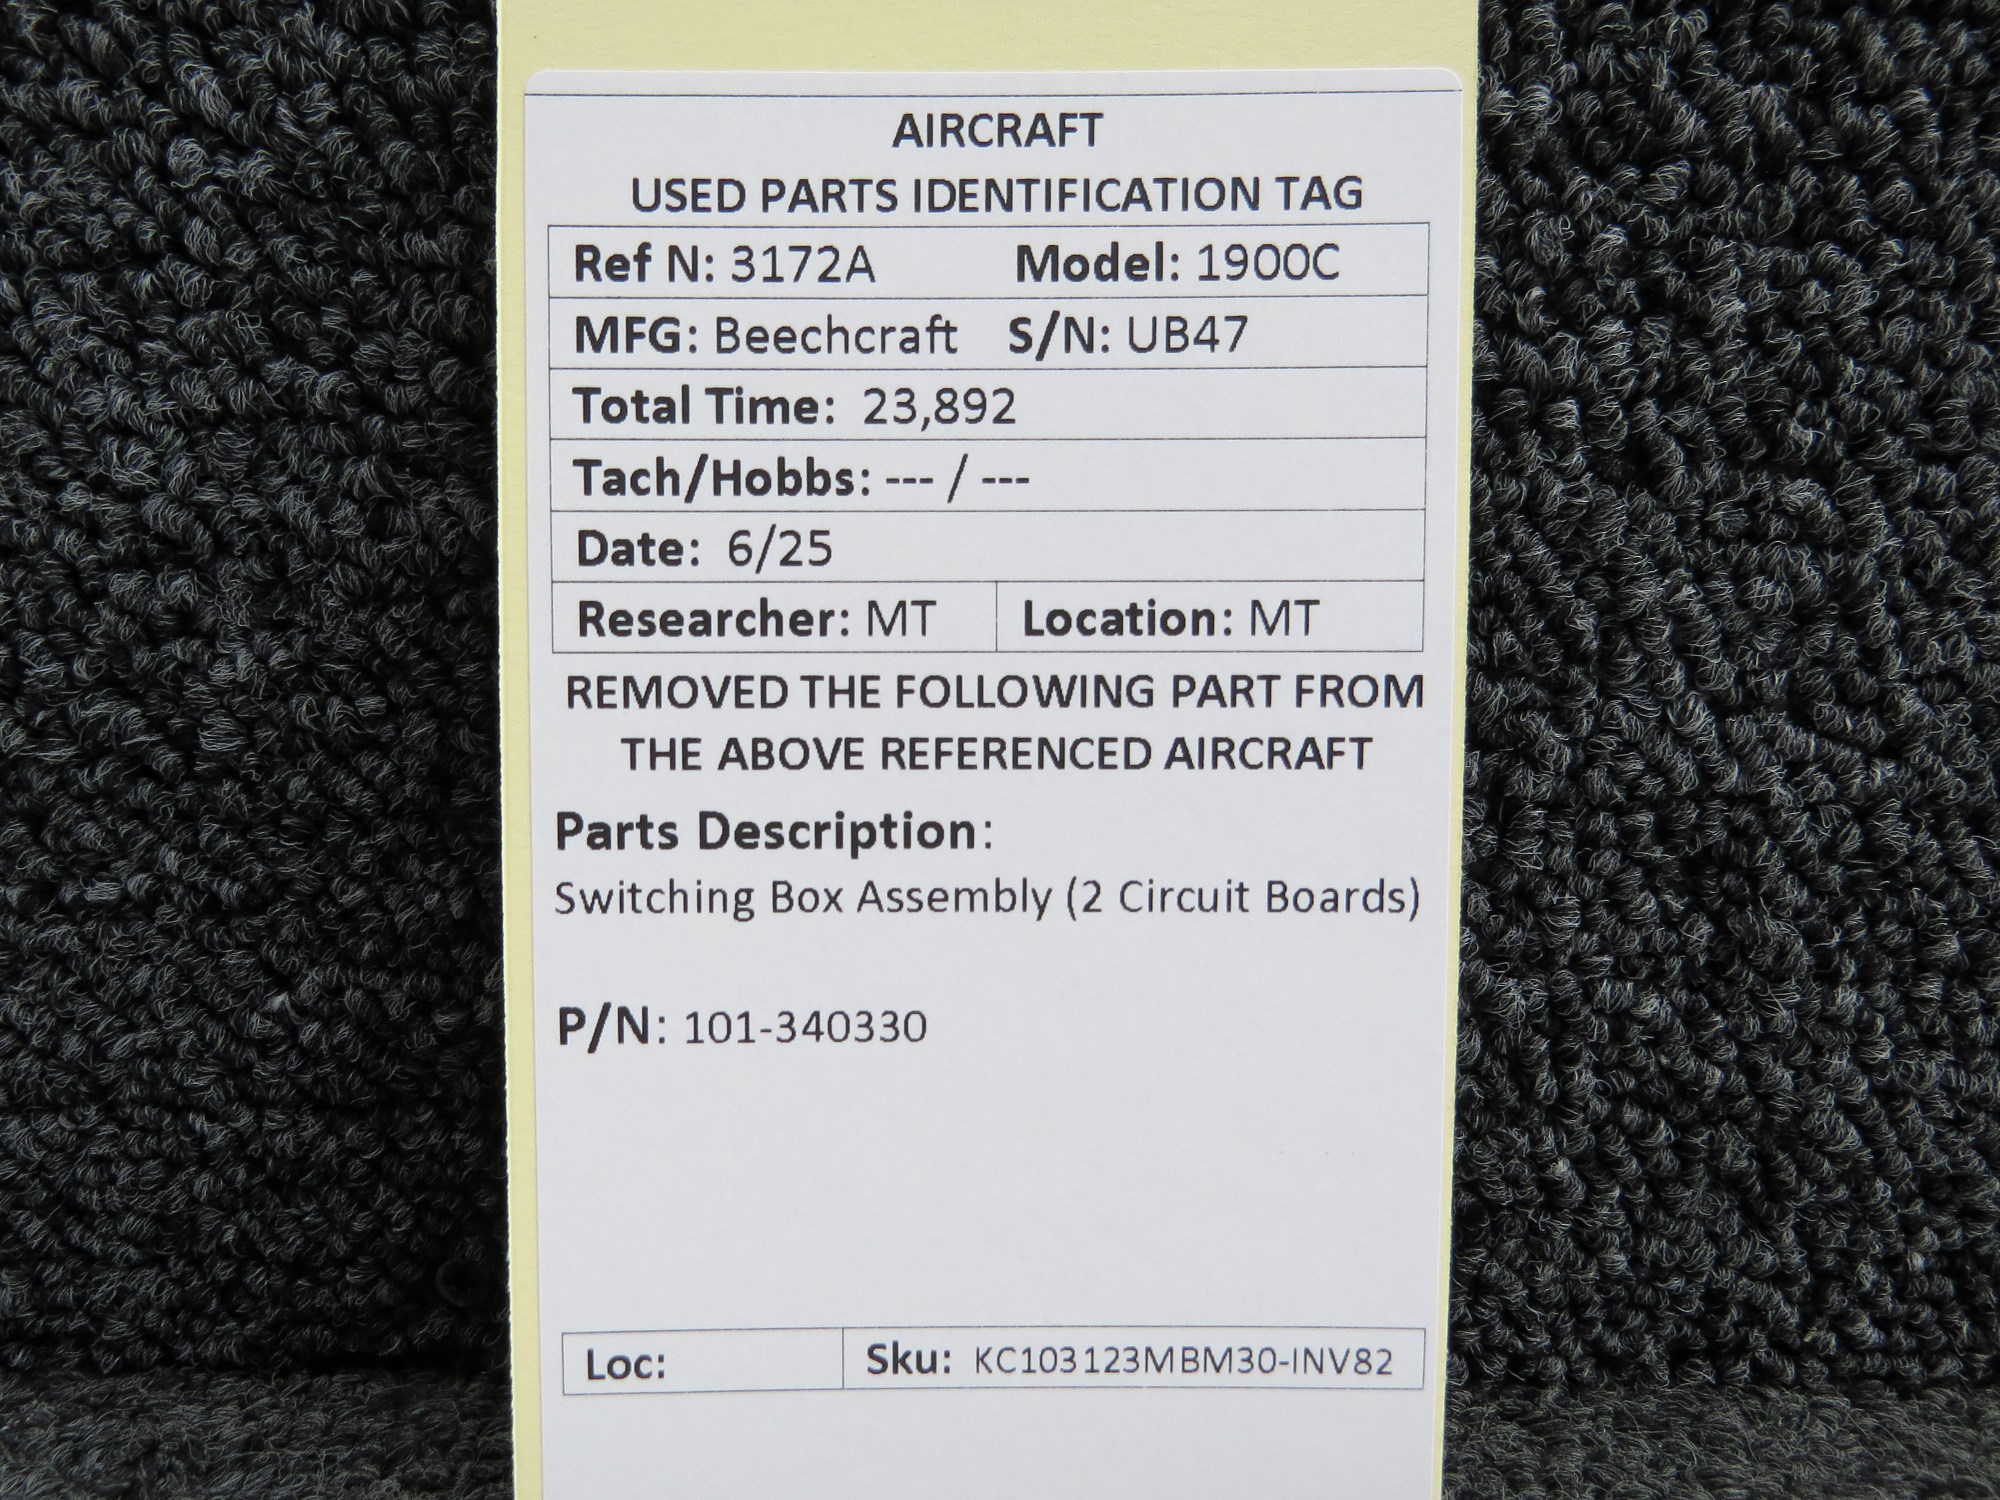 AIRCRAFT
USED PARTS IDENTIFICATION TAG
Ref N: 3172A Model: 1900C
MFG: Beechcraft S/N: UB47
Total Time: 23,892
Tach/Hobbs: --- / ---
Date: 6/25
Researcher: MT Location: MT
REMOVED THE FOLLOWING PART FROM
THE ABOVE REFERENCED AIRCRAFT
Parts Description:
Switching Box Assembly (2 Circuit Boards)
P/N: 101-340330
Loc: Sku: KC103123MBM30-INV82